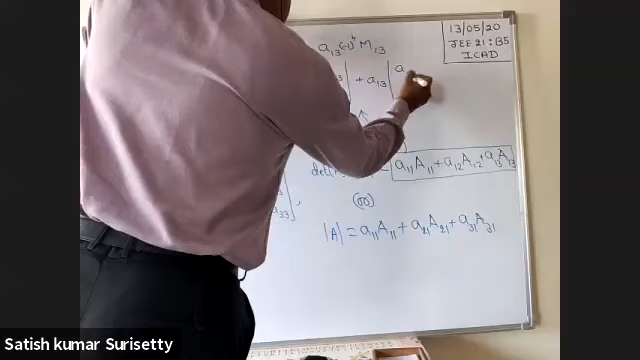 13/05/20
JEE 21 : B5
ICAD
a₁₃(-1)⁴ M₁₃
+ a₁₃ | a
a₁₁A₁₁ + a₁₂A₁₂ + a₁₃A₁₃
a₃₃ ,
(or)
|A| = a₁₁A₁₁ + a₂₁A₂₁ + a₃₁A₃₁
Satish kumar Surisetty